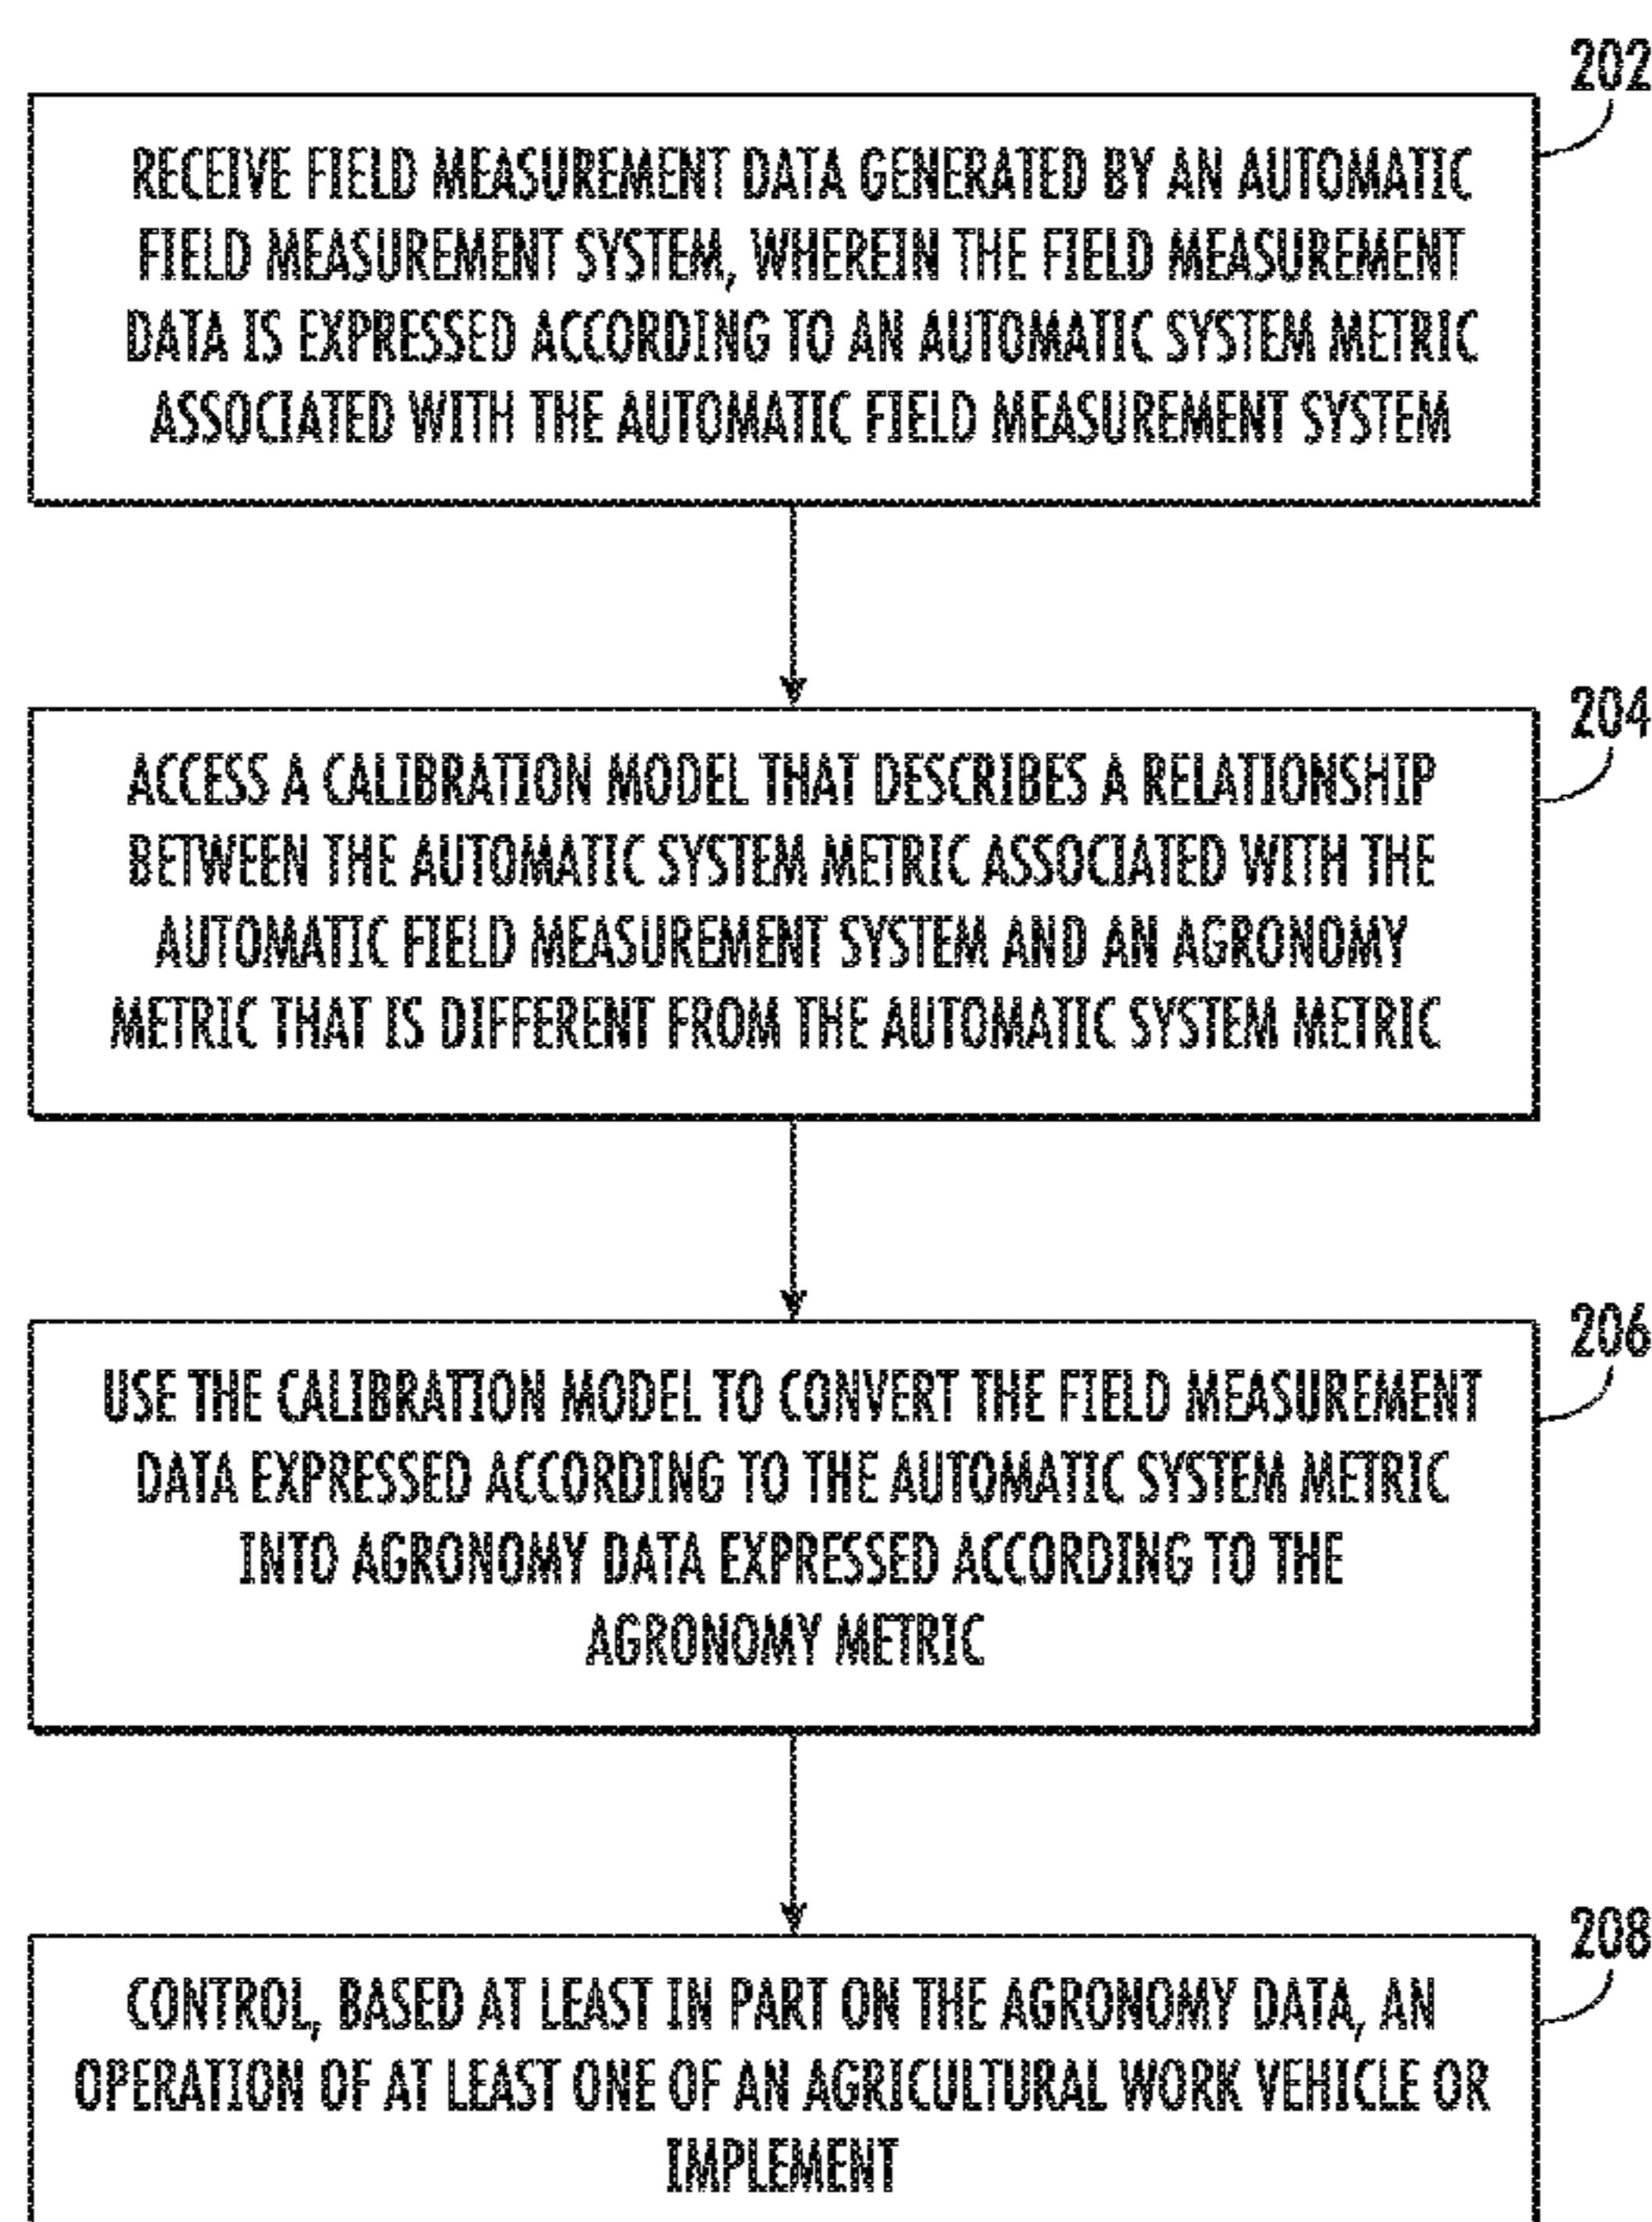 202
RECEIVE FIELD MEASUREMENT DATA GENERATED BY AN AUTOMATIC
FIELD MEASUREMENT SYSTEM, WHEREIN THE FIELD MEASUREMENT
DATA IS EXPRESSED ACCORDING TO AN AUTOMATIC SYSTEM METRIC
ASSOCIATED WITH THE AUTOMATIC FIELD MEASUREMENT SYSTEM
204
ACCESS A CALIBRATION MODEL THAT DESCRIBES A RELATIONSHIP
BETWEEN THE AUTOMATIC SYSTEM METRIC ASSOCIATED WITH THE
AUTOMATIC FIELD MEASUREMENT SYSTEM AND AN AGRONOMY
METRIC THAT IS DIFFERENT FROM THE AUTOMATIC SYSTEM METRIC
206
USE THE CALIBRATION MODEL TO CONVERT THE FIELD MEASUREMENT
DATA EXPRESSED ACCORDING TO THE AUTOMATIC SYSTEM METRIC
INTO AGRONOMY DATA EXPRESSED ACCORDING TO THE
AGRONOMY METRIC
208
CONTROL, BASED AT LEAST IN PART ON THE AGRONOMY DATA, AN
OPERATION OF AT LEAST ONE OF AN AGRICULTURAL WORK VEHICLE OR
IMPLEMENT